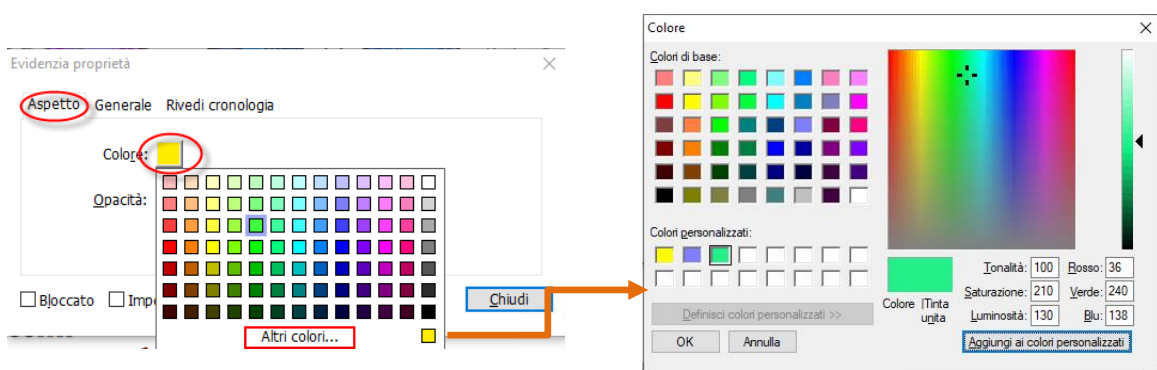 Evidenzia proprietà
Aspetto Generale Rivedi cronologia
Colore:
Opacità:
Bloccato
Chiudi
Altri colori...
Colore
Colori di base:
Colori personalizzati:
Definisci colori personalizzati >>
OK Annulla
Colore |Tinta
unita
Tonalità: 100 Rosso: 36
Saturazione: 210 Verde: 240
Luminosità: 130 Blu: 138
Aggiungi ai colori personalizzati